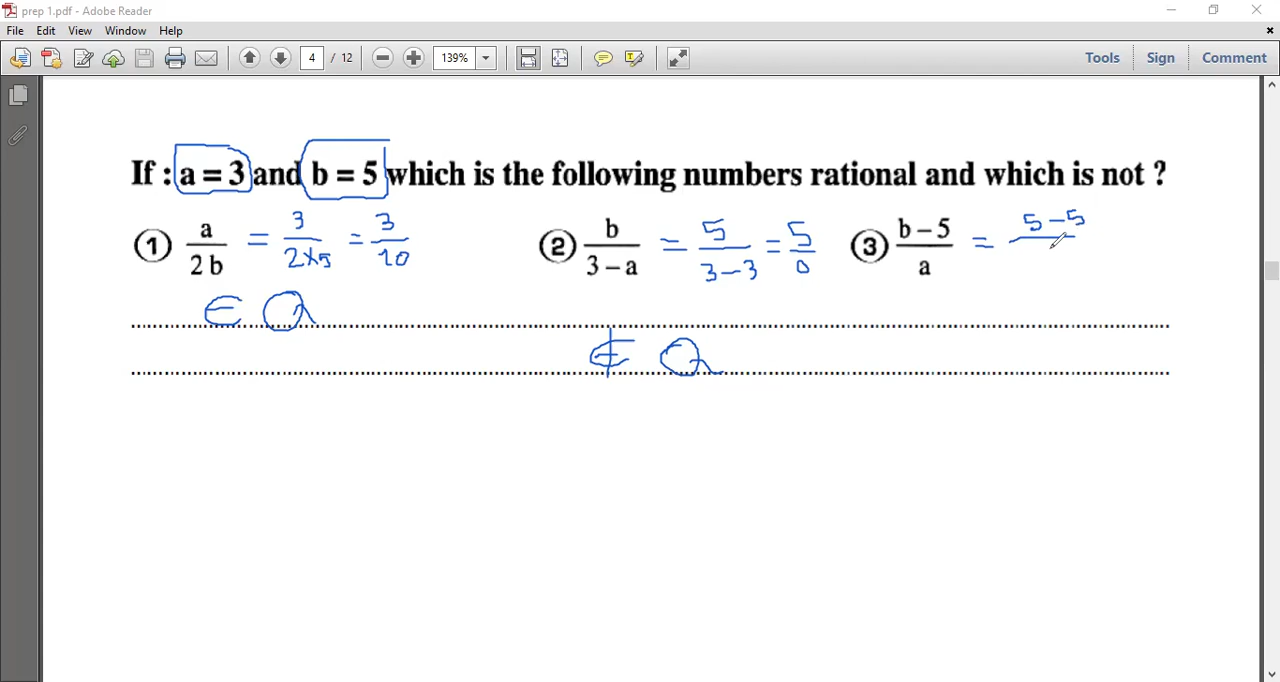 prep 1.pdf - Adobe Reader
File Edit View Window Help
4 / 12 139% Tools Sign Comment
If : a = 3 and b = 5 which is the following numbers rational and which is not ?
① a/2b = 3/2×5 = 3/10 ② b/3 – a = 5/3–3 = 5/0 ③ b – 5/a = 5–5
∈ Q
∉ Q